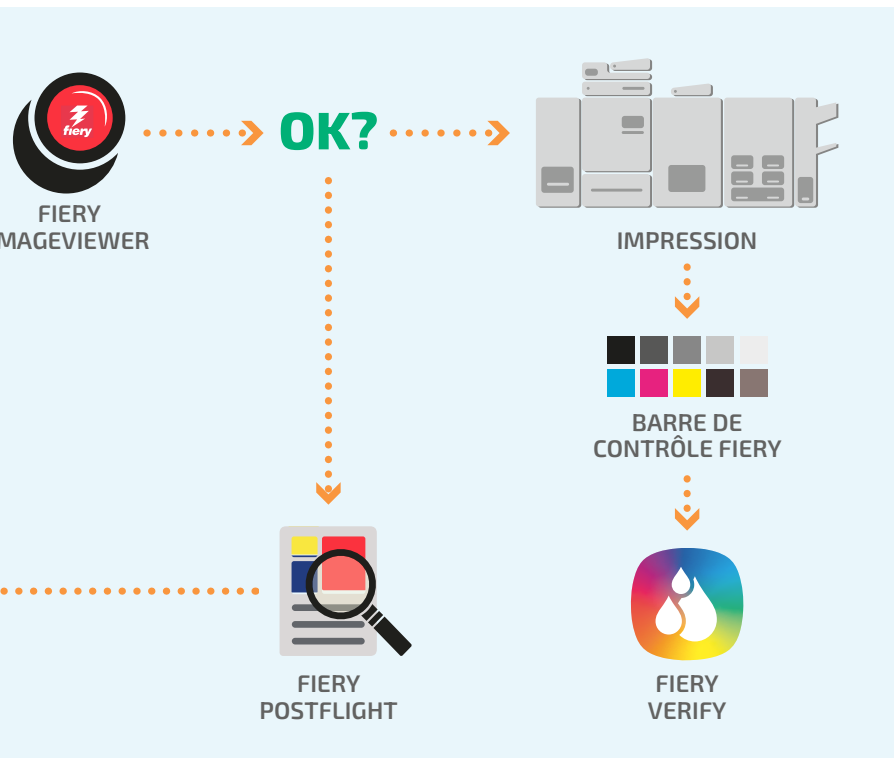 fiery
OK?
FIERY
MAGEVIEWER
IMPRESSION
BARRE DE
CONTRÔLE FIERY
FIERY
POSTFLIGHT
FIERY
VERIFY